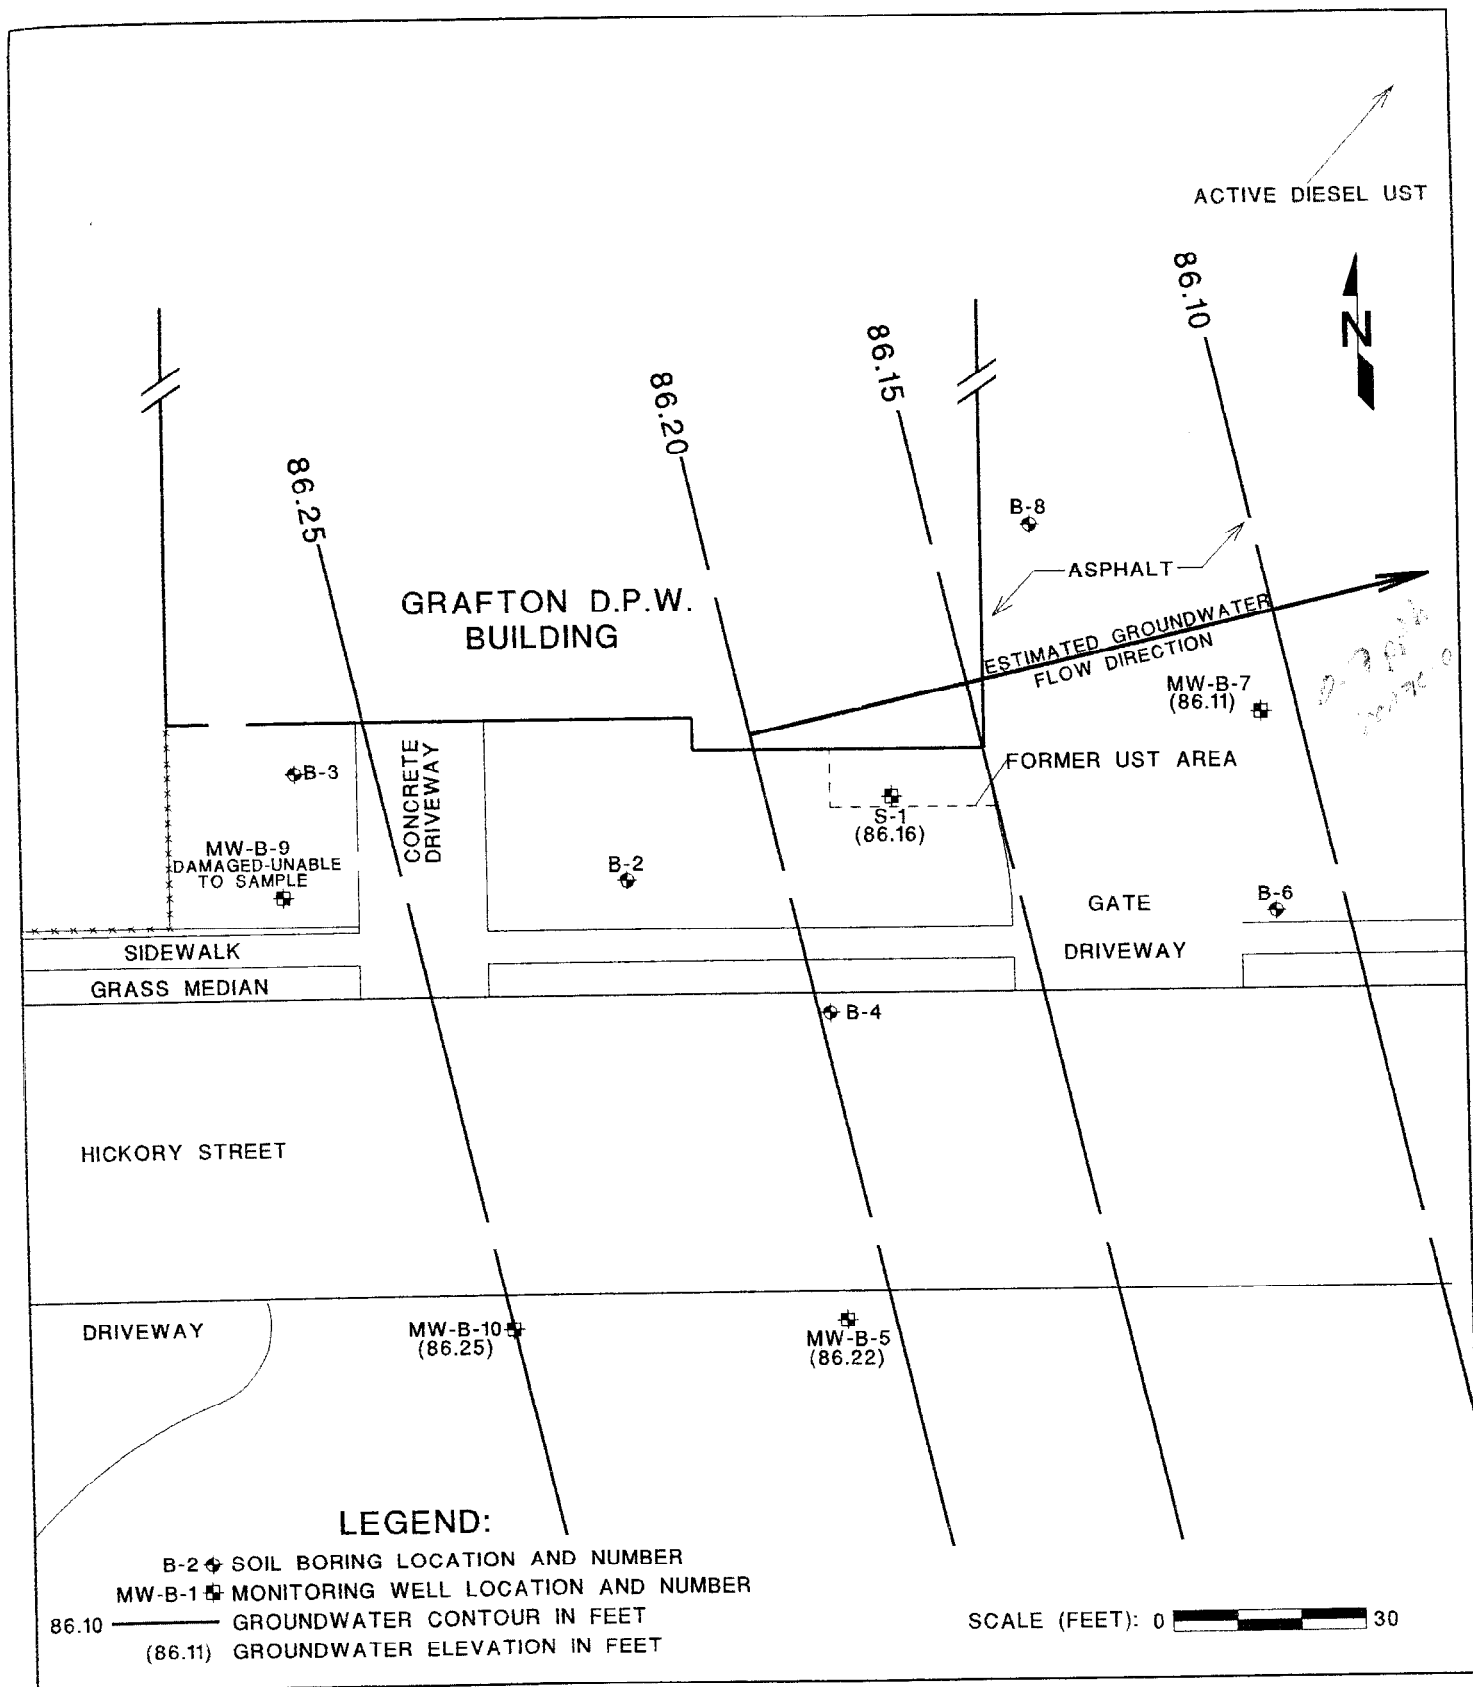 ACTIVE DIESEL UST
N
86.10
86.15
86.20
86.25
B-8
ASPHALT
GRAFTON D.P.W.
BUILDING
ESTIMATED GROUNDWATER
FLOW DIRECTION
MW-B-7
(86.11)
FORMER UST AREA
B-3
CONCRETE
DRIVEWAY
S-1
(86.16)
MW-B-9
DAMAGED-UNABLE
TO SAMPLE
B-2
B-6
GATE
DRIVEWAY
SIDEWALK
GRASS MEDIAN
B-4
HICKORY STREET
DRIVEWAY
MW-B-10
(86.25)
MW-B-5
(86.22)
LEGEND:
B-2 SOIL BORING LOCATION AND NUMBER
MW-B-1 MONITORING WELL LOCATION AND NUMBER
86.10 GROUNDWATER CONTOUR IN FEET
(86.11) GROUNDWATER ELEVATION IN FEET
SCALE (FEET): 0 30